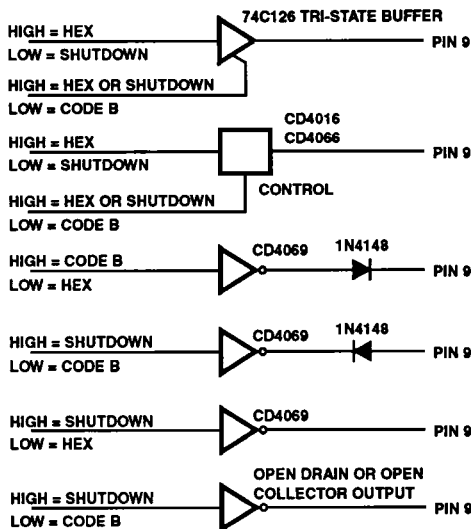 74C126 TRI-STATE BUFFER
HIGH = HEX
LOW = SHUTDOWN
PIN 9
HIGH = HEX OR SHUTDOWN
LOW = CODE B
CD4016
CD4066
HIGH = HEX
LOW = SHUTDOWN
PIN 9
HIGH = HEX OR SHUTDOWN
LOW = CODE B
CONTROL
HIGH = CODE B
LOW = HEX
CD4069
1N4148
PIN 9
HIGH = SHUTDOWN
LOW = CODE B
CD4069
1N4148
PIN 9
HIGH = SHUTDOWN
LOW = HEX
CD4069
PIN 9
OPEN DRAIN OR OPEN
COLLECTOR OUTPUT
HIGH = SHUTDOWN
LOW = CODE B
PIN 8